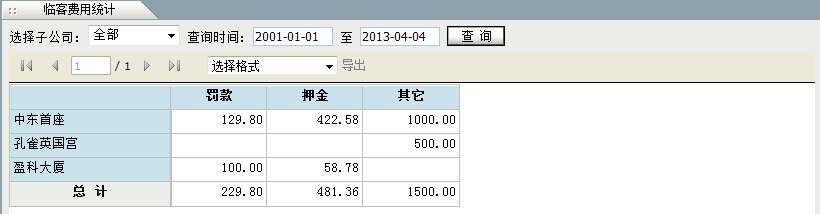 临客费用统计
选择子公司： 全部 查询时间： 2001-01-01 至 2013-04-04 查 询
1 / 1 选择格式 导出
罚款 押金 其它
中东首座 129.80 422.58 1000.00
孔雀英国宫 500.00
盈科大厦 100.00 58.78
总 计 229.80 481.36 1500.00